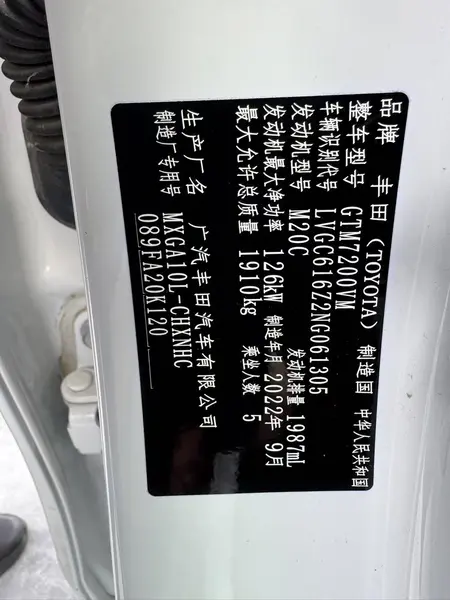 品牌 丰田 (TOYOTA) 制造国 中华人民共和国
整车型号 GTM7200VM
车辆识别代号 LVGC616Z2NG061305
发动机型号 M20C 发动机排量 1987mL
发动机最大净功率 126kW 制造年月 2022年 9月
最大允许总质量 1910kg 乘坐人数 5
生产厂名 广汽丰田汽车有限公司
制造厂专用号 MXGA10L-CHXNHC
089FA20K120